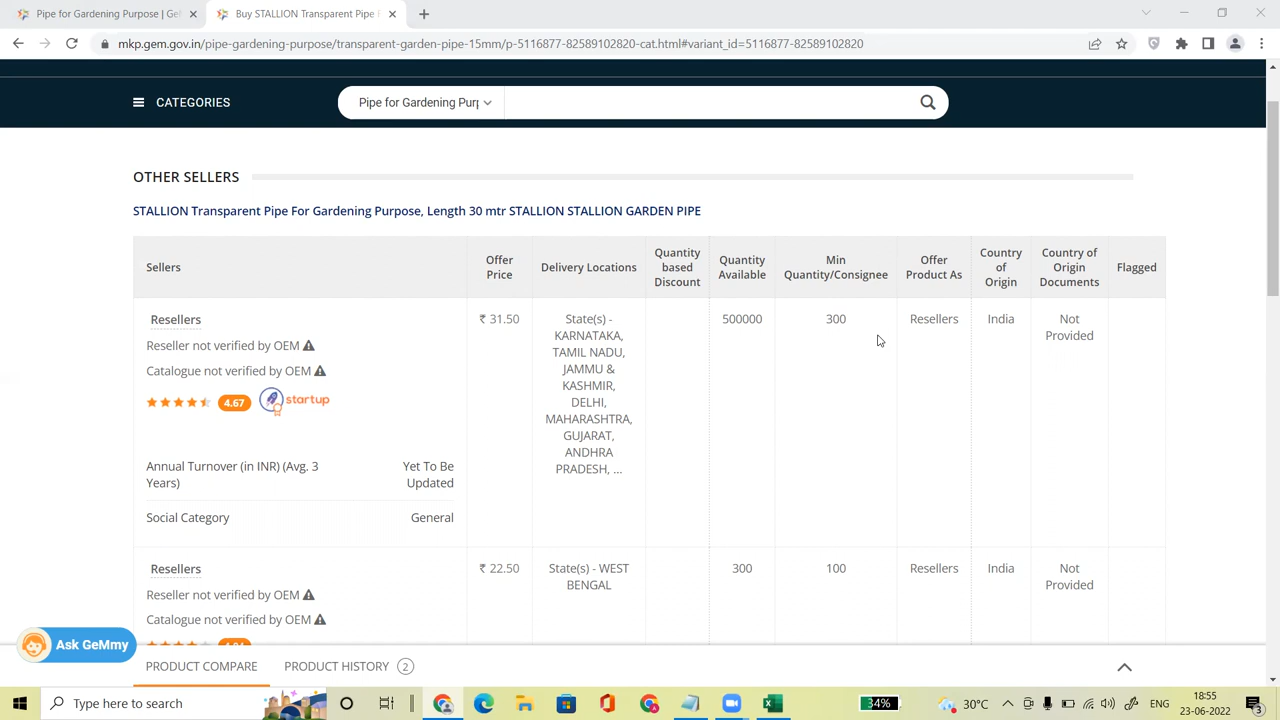 Pipe for Gardening Purpose | GeM
Buy STALLION Transparent Pipe
mkp.gem.gov.in/pipe-gardening-purpose/transparent-garden-pipe-15mm/p-5116877-82589102820-cat.html#variant_id=5116877-82589102820
CATEGORIES
Pipe for Gardening Purp
OTHER SELLERS
STALLION Transparent Pipe For Gardening Purpose, Length 30 mtr STALLION STALLION GARDEN PIPE
Sellers
Offer
Price
Delivery Locations
Quantity
based
Discount
Quantity
Available
Min
Quantity/Consignee
Offer
Product As
Country
of
Origin
Country of
Origin
Documents
Flagged
Resellers
Reseller not verified by OEM
Catalogue not verified by OEM
4.67
startup
Annual Turnover (in INR) (Avg. 3
Years)
Yet To Be
Updated
Social Category
General
₹ 31.50
State(s) -
KARNATAKA,
TAMIL NADU,
JAMMU &
KASHMIR,
DELHI,
MAHARASHTRA,
GUJARAT,
ANDHRA
PRADESH, ...
500000
300
Resellers
India
Not
Provided
Resellers
Reseller not verified by OEM
Catalogue not verified by OEM
₹ 22.50
State(s) - WEST
BENGAL
300
100
Resellers
India
Not
Provided
Ask GeMmy
PRODUCT COMPARE
PRODUCT HISTORY
2
Type here to search
34%
30°C
ENG
18:55
23-06-2022
3